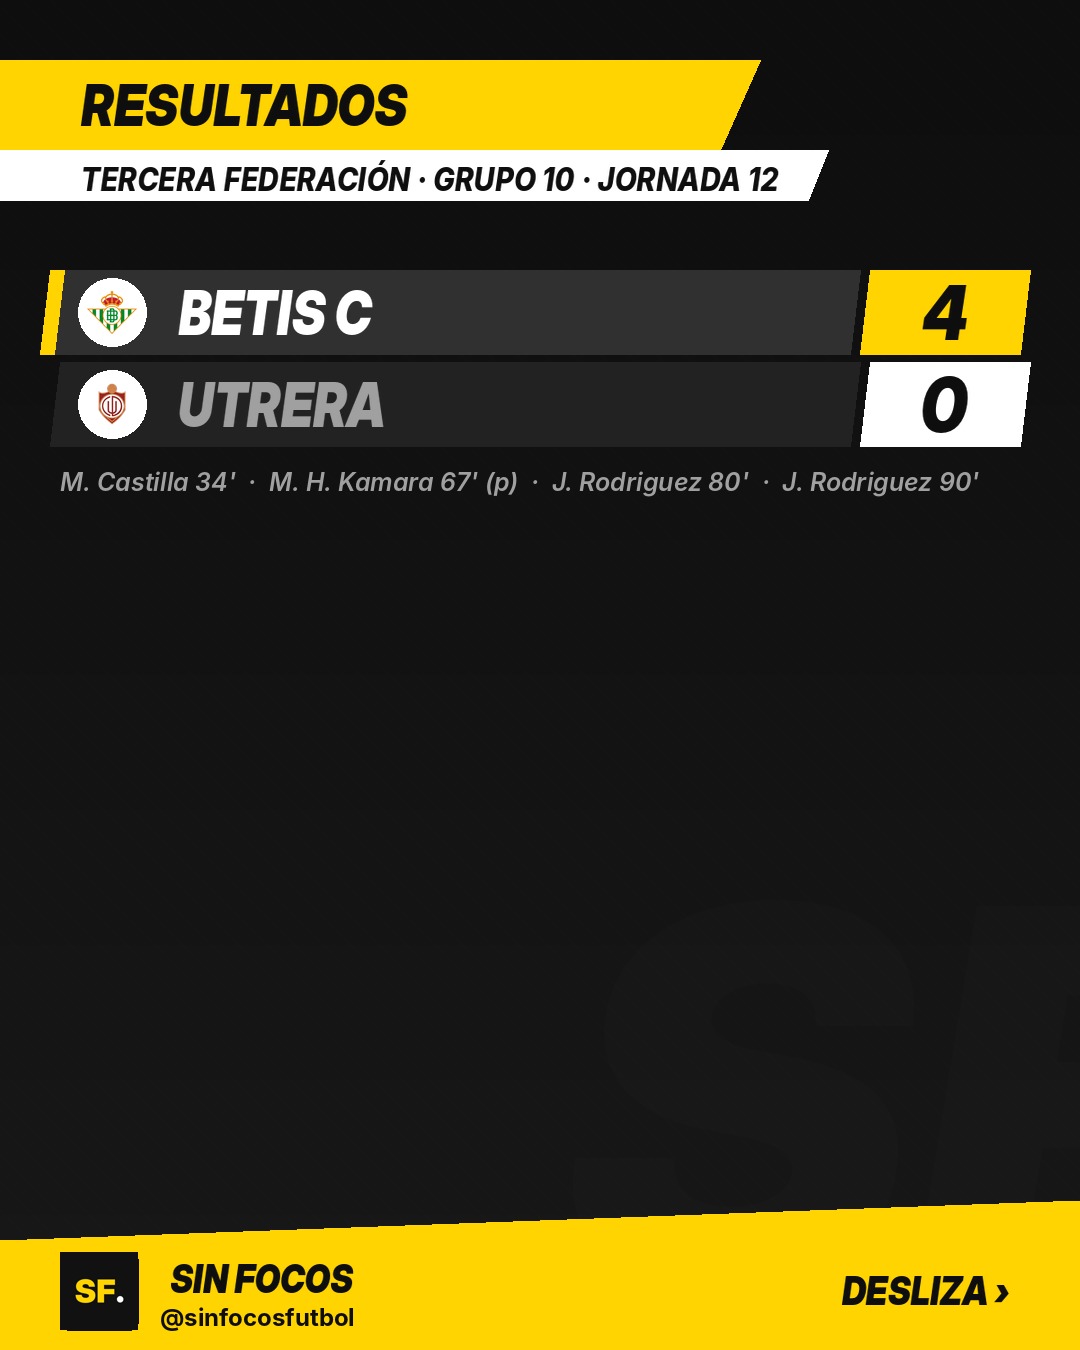 RESULTADOS
TERCERA FEDERACIÓN · GRUPO 10 · JORNADA 12
BETIS C 4
UTRERA 0
M. Castilla 34' · M. H. Kamara 67' (p) · J. Rodriguez 80' · J. Rodriguez 90'
SF
SF. SIN FOCOS
@sinfocosfutbol
DESLIZA ›